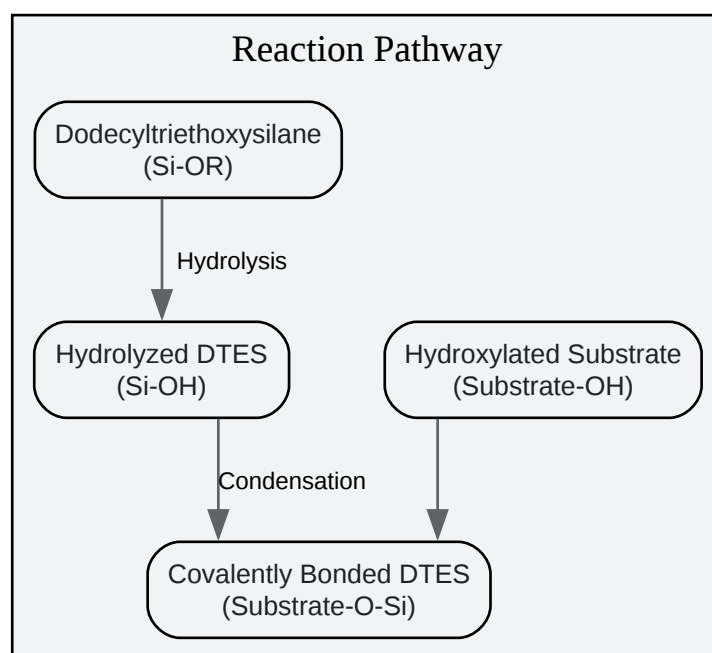 Reaction Pathway
Dodecyltriethoxysilane
(Si-OR)
Hydrolysis
Hydrolyzed DTES
(Si-OH)
Hydroxylated Substrate
(Substrate-OH)
Condensation
Covalently Bonded DTES
(Substrate-O-Si)